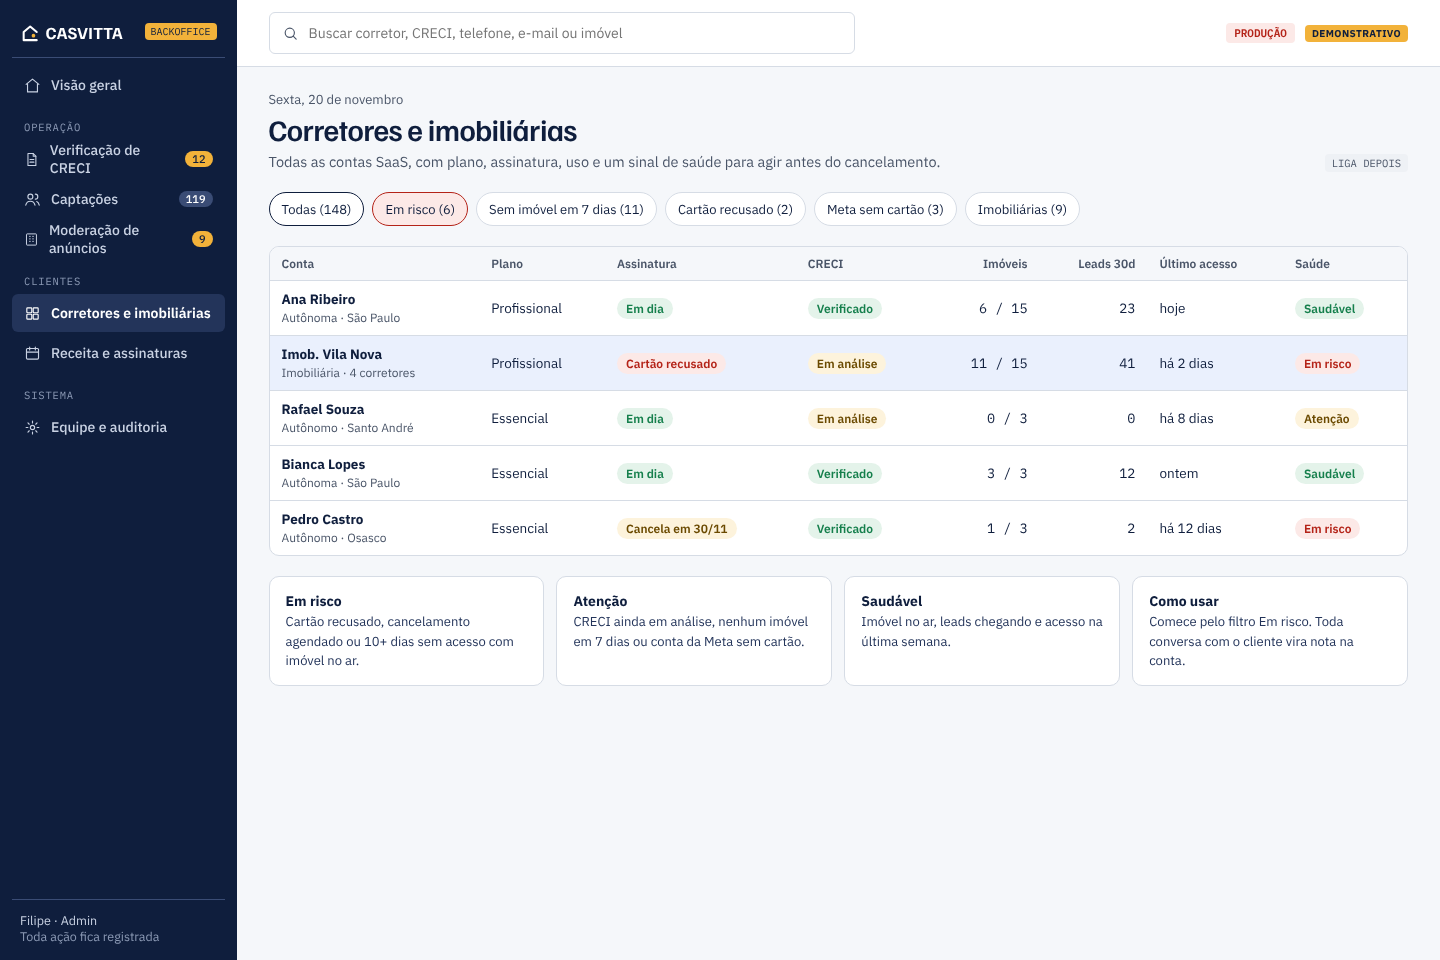 CASVITTA BACKOFFICE
Visão geral
OPERAÇÃO
Verificação de
CRECI
12
Captações 119
Moderação de
anúncios
9
CLIENTES
Corretores e imobiliárias
Receita e assinaturas
SISTEMA
Equipe e auditoria
Filipe · Admin
Toda ação fica registrada
Buscar corretor, CRECI, telefone, e-mail ou imóvel
PRODUÇÃO DEMONSTRATIVO
Sexta, 20 de novembro
Corretores e imobiliárias
Todas as contas SaaS, com plano, assinatura, uso e um sinal de saúde para agir antes do cancelamento.
LIGA DEPOIS
Todas (148) Em risco (6) Sem imóvel em 7 dias (11) Cartão recusado (2) Meta sem cartão (3) Imobiliárias (9)
Conta Plano Assinatura CRECI Imóveis Leads 30d Último acesso Saúde
Ana Ribeiro
Autônoma · São Paulo
Profissional Em dia Verificado 6 / 15 23 hoje Saudável
Imob. Vila Nova
Imobiliária · 4 corretores
Profissional Cartão recusado Em análise 11 / 15 41 há 2 dias Em risco
Rafael Souza
Autônomo · Santo André
Essencial Em dia Em análise 0 / 3 0 há 8 dias Atenção
Bianca Lopes
Autônoma · São Paulo
Essencial Em dia Verificado 3 / 3 12 ontem Saudável
Pedro Castro
Autônomo · Osasco
Essencial Cancela em 30/11 Verificado 1 / 3 2 há 12 dias Em risco
Em risco
Cartão recusado, cancelamento
agendado ou 10+ dias sem acesso com
imóvel no ar.
Atenção
CRECI ainda em análise, nenhum imóvel
em 7 dias ou conta da Meta sem cartão.
Saudável
Imóvel no ar, leads chegando e acesso na
última semana.
Como usar
Comece pelo filtro Em risco. Toda
conversa com o cliente vira nota na
conta.